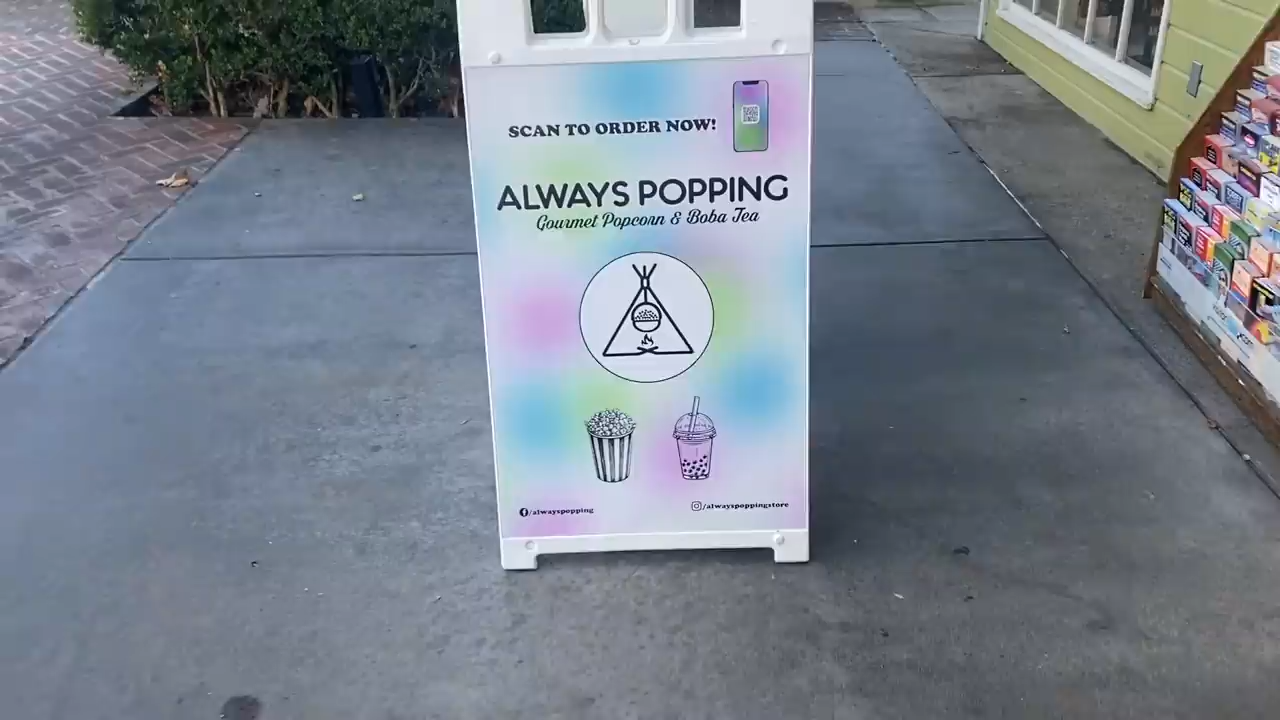 SCAN TO ORDER NOW!
ALWAYS POPPING
Gourmet Popcorn & Boba Tea
/alwayspopping
/alwayspoppingstore